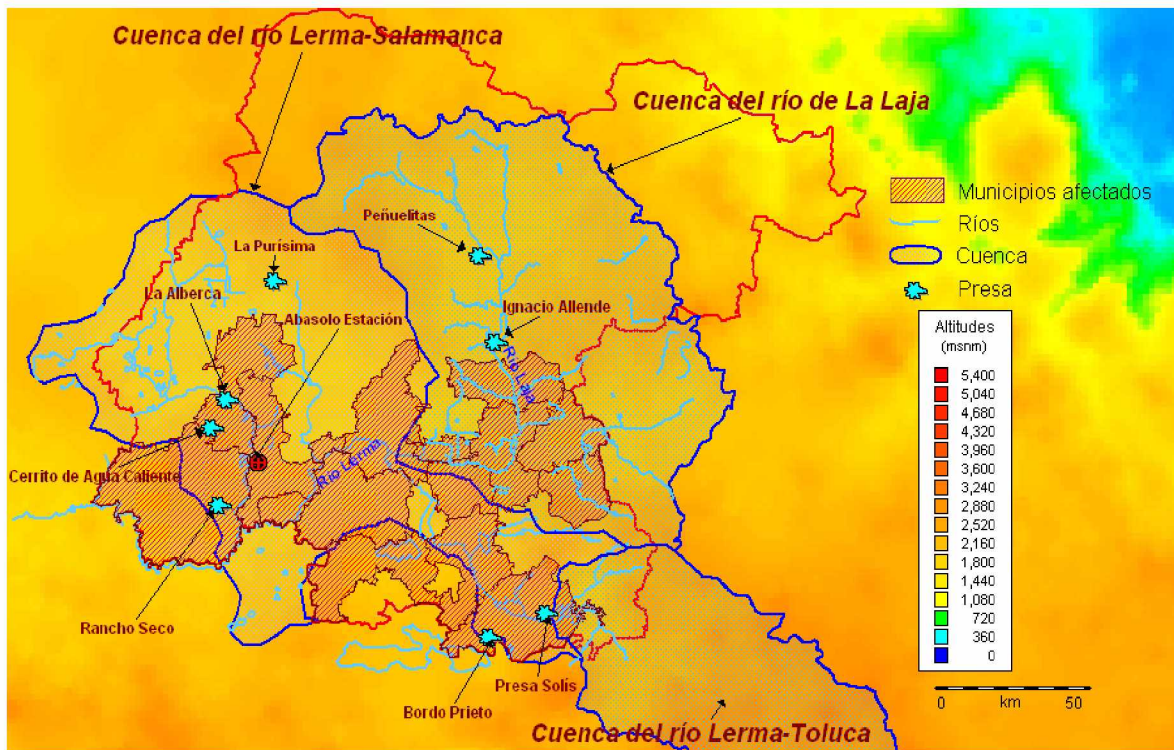 Cuenca del río Lerma-Salamanca
Cuenca del río de La Laja
Municipios afectados
Peñuelitas
Ríos
La Purísima
Cuenca
La Alberca
Presa
Abasolo Estación
Ignacio Allende
Altitudes
(msnm)
Río Laja
5,400
5,040
4,680
4,320
3,960
3,600
3,240
2,880
2,520
2,160
1,800
1,440
1,080
720
360
0
Río Lerma
Cerrito de Agua Caliente
Rancho Seco
Presa Solís
Bordo Prieto
0 50
km
Cuenca del río Lerma-Toluca